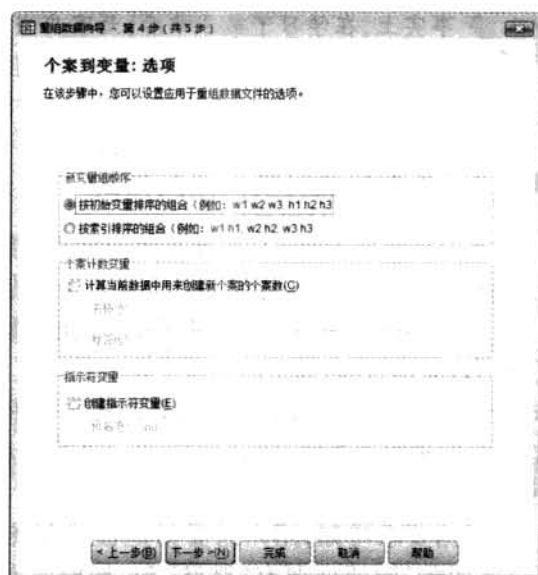 重组数据向导 - 第 4 步(共 5 步)
个案到变量: 选项
在该步骤中，您可以设置应用于重组数据文件的选项。
新变量组顺序
按初始变量排序的组合 (例如: w1 w2 w3 h1 h2 h3
按索引排序的组合 (例如: w1 h1, w2 h2, w3 h3
个案计数变量
计算当前数据中用来创建新个案的个案数(C)
指示符变量
创建指示符变量(E)
< 上一步(B)
下一步 >(N)
完成
取消
帮助